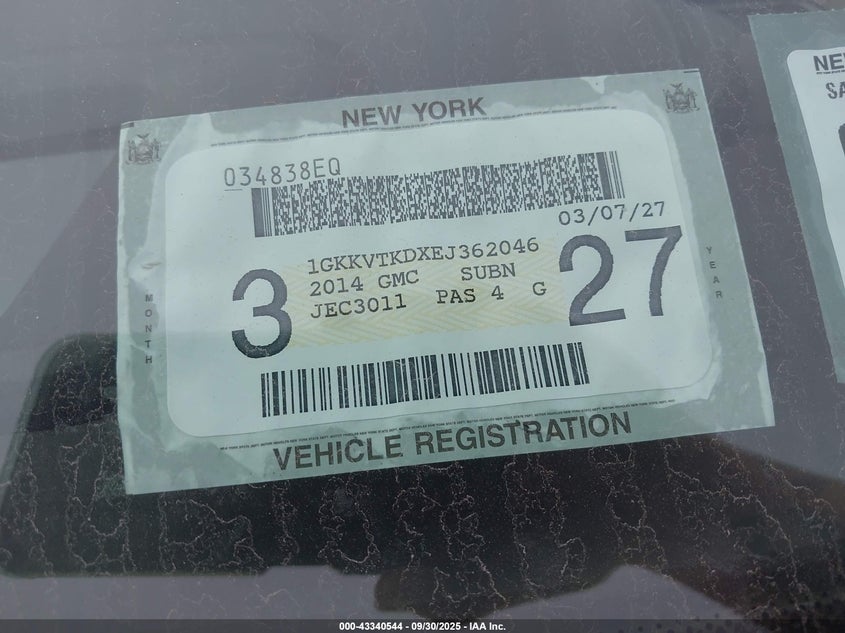 NEW YORK
034838EQ
03/07/27
1GKKVTKDXEJ362046
2014 GMC SUBN
JEC3011 PAS 4 G
3
27
MONTH
YEAR
VEHICLE REGISTRATION
NE
SA
000-43340544 - 09/30/2025 - IAA Inc.